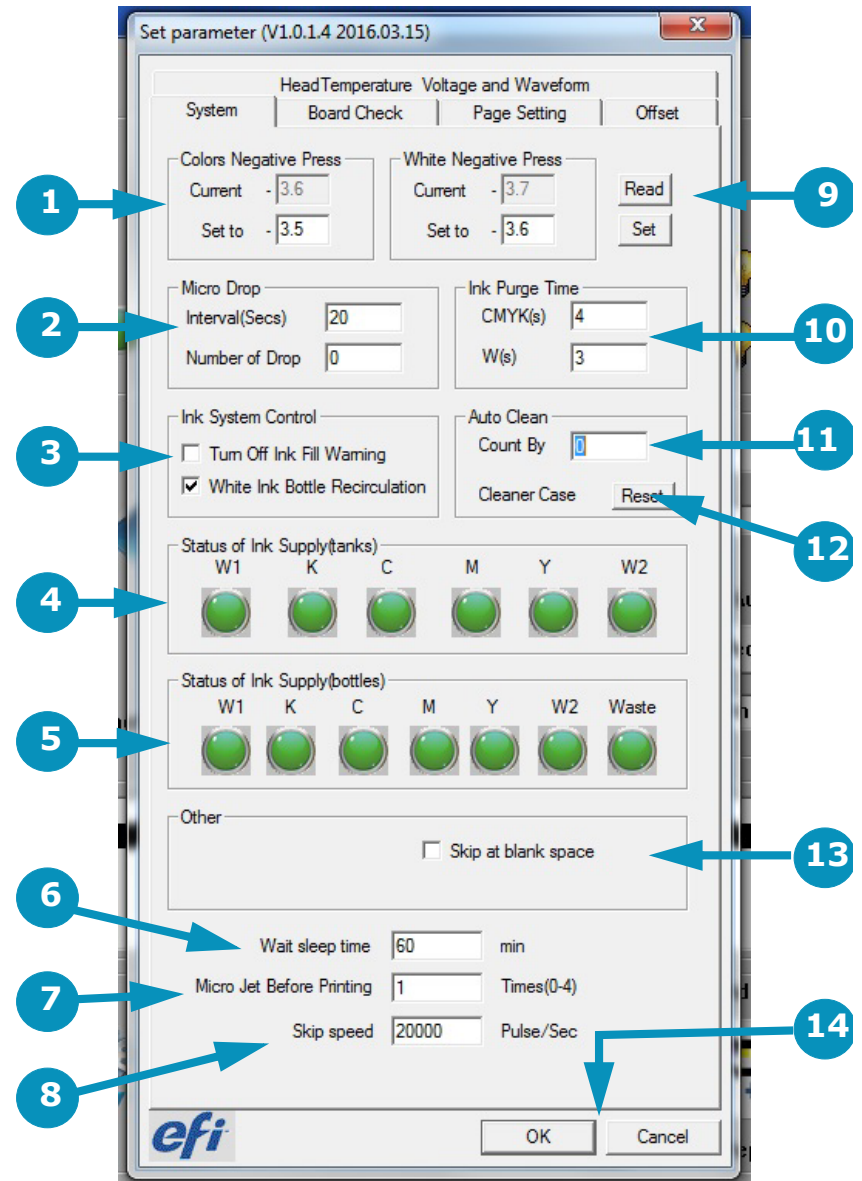 Set parameter (V1.0.1.4 2016.03.15)
HeadTemperature Voltage and Waveform
System Board Check Page Setting Offset
Colors Negative Press White Negative Press
1 Current - 3.6 Current - 3.7 Read 9
Set to - 3.5 Set to - 3.6 Set
Micro Drop Ink Purge Time
2 Interval(Secs) 20 CMYK(s) 4 10
Number of Drop 0 W(s) 3
Ink System Control Auto Clean
3 Turn Off Ink Fill Warning Count By 0 11
White Ink Bottle Recirculation Cleaner Case Reset
12
Status of Ink Supply(tanks)
W1 K C M Y W2
4
Status of Ink Supply(bottles)
W1 K C M Y W2 Waste
5
Other
Skip at blank space 13
6
Wait sleep time 60 min
7 Micro Jet Before Printing 1 Times(0-4)
Skip speed 20000 Pulse/Sec 14
8
efi OK Cancel